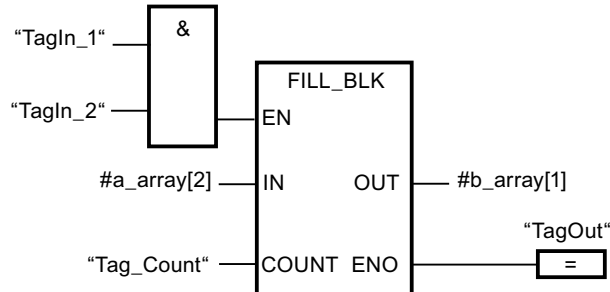 &
“TagIn_1“
FILL_BLK
“TagIn_2“
EN
#a_array[2] IN OUT #b_array[1]
“TagOut“
“Tag_Count“ COUNT ENO =